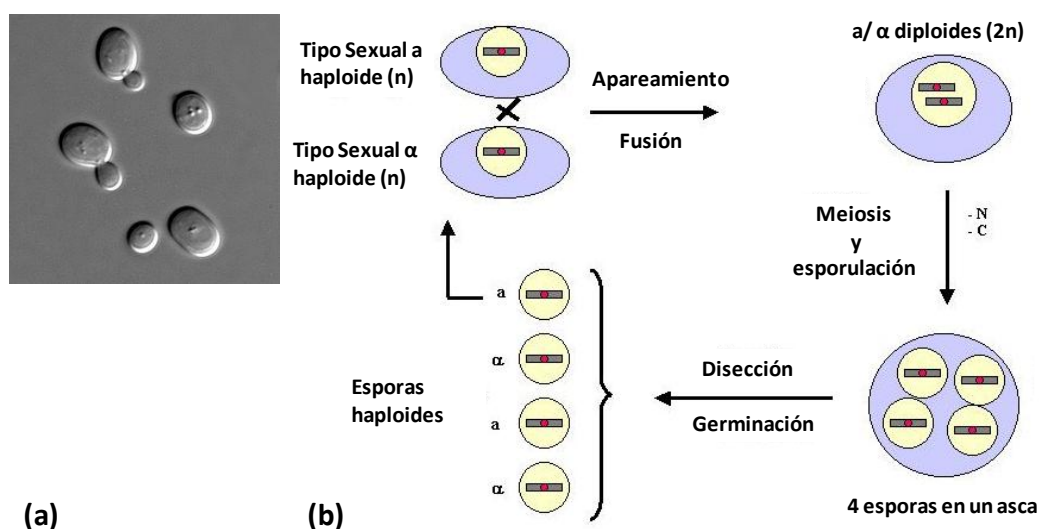 Tipo Sexual a
haploide (n)
Tipo Sexual α
haploide (n)
Apareamiento
Fusión
a/ α diploides (2n)
Meiosis
y
esporulación
- N
- C
4 esporas en un asca
Disección
Germinación
a
α
a
α
Esporas
haploides
(a)
(b)